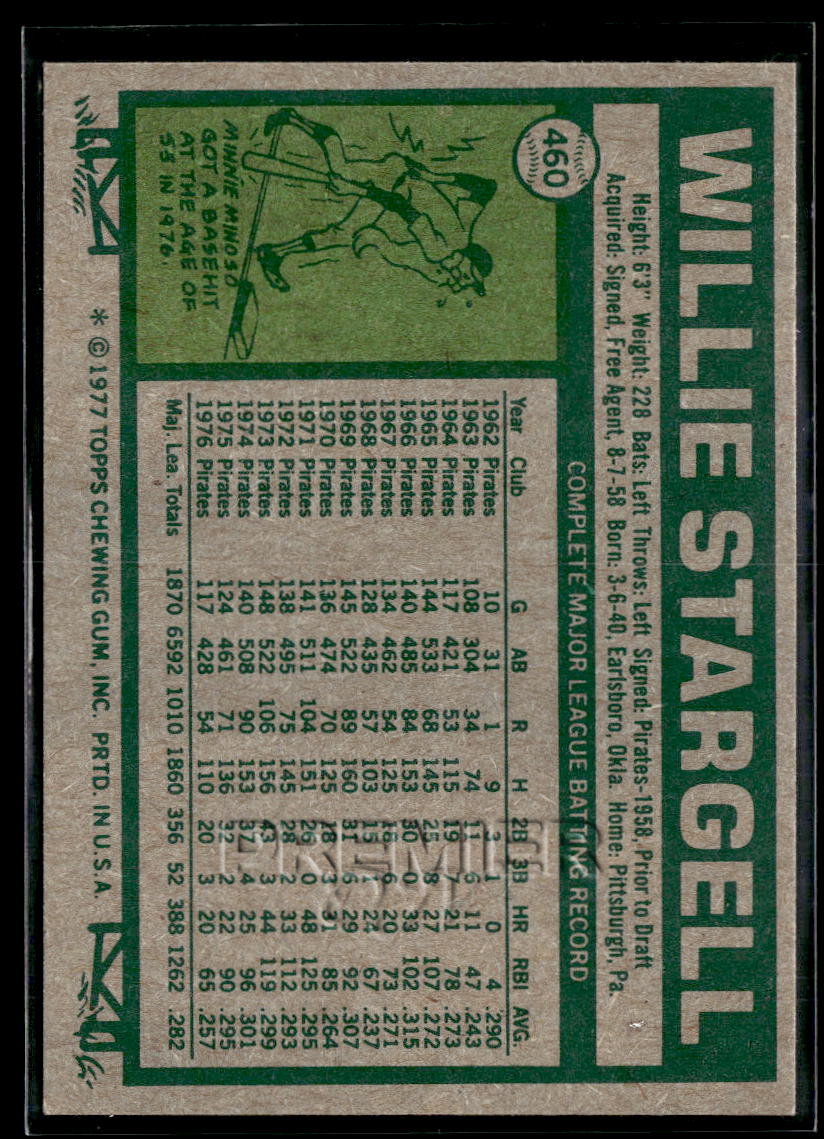 WILLIE STARGELL
460
Height: 6'3" Weight: 228 Bats: Left Throws: Left Signed: Pirates-1958, Prior to Draft
Acquired: Signed, Free Agent, 8-7-58 Born: 3-6-40, Earlsboro, Okla. Home: Pittsburgh, Pa.
COMPLETE MAJOR LEAGUE BATTING RECORD
Year Club G AB R H 2B 3B HR RBI AVG.
1962 Pirates 10 31 1 9 3 1 0 4 .290
1963 Pirates 108 304 34 74 11 6 11 47 .243
1964 Pirates 117 421 53 115 19 7 21 78 .273
1965 Pirates 144 533 68 145 25 8 27 107 .272
1966 Pirates 140 485 84 153 30 0 33 102 .315
1967 Pirates 134 462 54 125 18 6 20 73 .271
1968 Pirates 128 435 57 103 15 1 24 67 .237
1969 Pirates 145 522 89 160 31 6 29 92 .307
1970 Pirates 136 474 70 125 18 3 31 85 .264
1971 Pirates 141 511 104 151 26 0 48 125 .295
1972 Pirates 138 495 75 145 28 2 33 112 .293
1973 Pirates 148 522 106 156 43 3 44 119 .299
1974 Pirates 140 508 90 153 37 4 25 96 .301
1975 Pirates 124 461 71 136 32 2 22 90 .295
1976 Pirates 117 428 54 110 20 3 20 65 .257
Maj. Lea. Totals 1870 6592 1010 1860 356 52 388 1262 .282
MINNIE MINOSO
GOT A BASEHIT
AT THE AGE OF
53 IN 1976.
* © 1977 TOPPS CHEWING GUM, INC. PRTD. IN U.S.A.
PREMIER